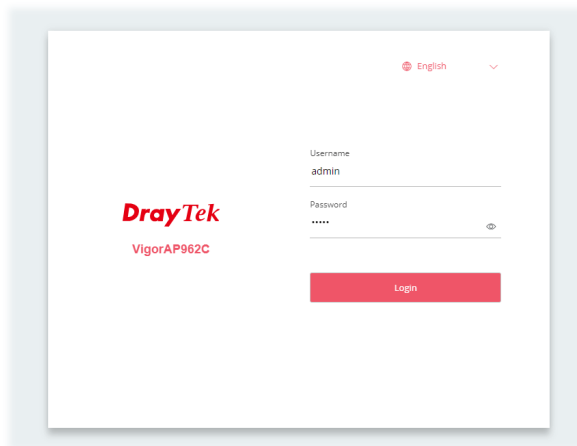 English
Username
admin
Password
•••••
DrayTek
VigorAP962C
Login